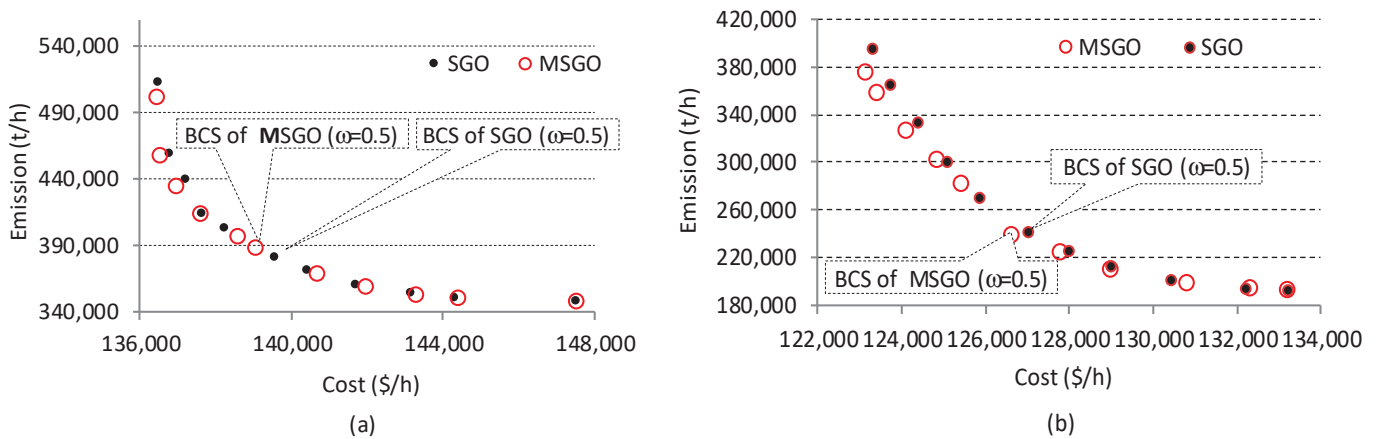 540,000
490,000
440,000
390,000
340,000
Emission (t/h)
SGO MSGO
BCS of MSGO (ω=0.5)
BCS of SGO (ω=0.5)
136,000 140,000 144,000 148,000
Cost ($/h)
(a)
420,000
380,000
340,000
300,000
260,000
220,000
180,000
Emission (t/h)
MSGO SGO
BCS of SGO (ω=0.5)
BCS of MSGO (ω=0.5)
122,000 124,000 126,000 128,000 130,000 132,000 134,000
Cost ($/h)
(b)